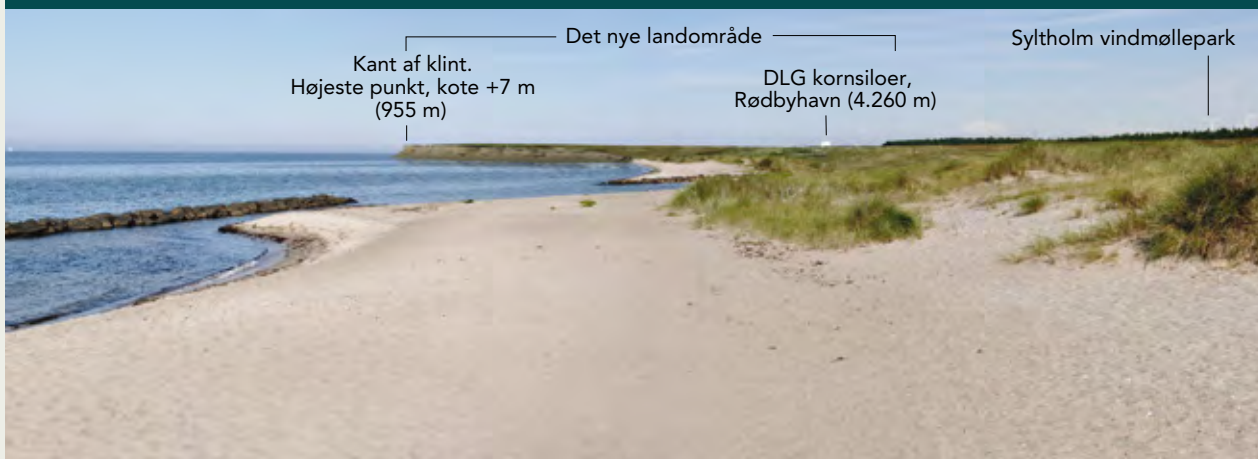 Det nye landområde
Syltholm vindmøllepark
Kant af klint.
Højeste punkt, kote +7 m
(955 m)
DLG kornsiloer,
Rødbyhavn (4.260 m)